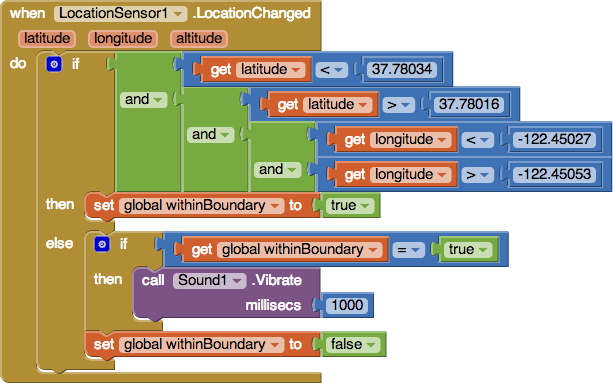 when LocationSensor1 .LocationChanged
latitude longitude altitude
do if get latitude < 37.78034
and get latitude > 37.78016
and get longitude < -122.45027
and get longitude > -122.45053
then set global withinBoundary to true
else if get global withinBoundary = true
then call Sound1 .Vibrate
millisecs 1000
set global withinBoundary to false